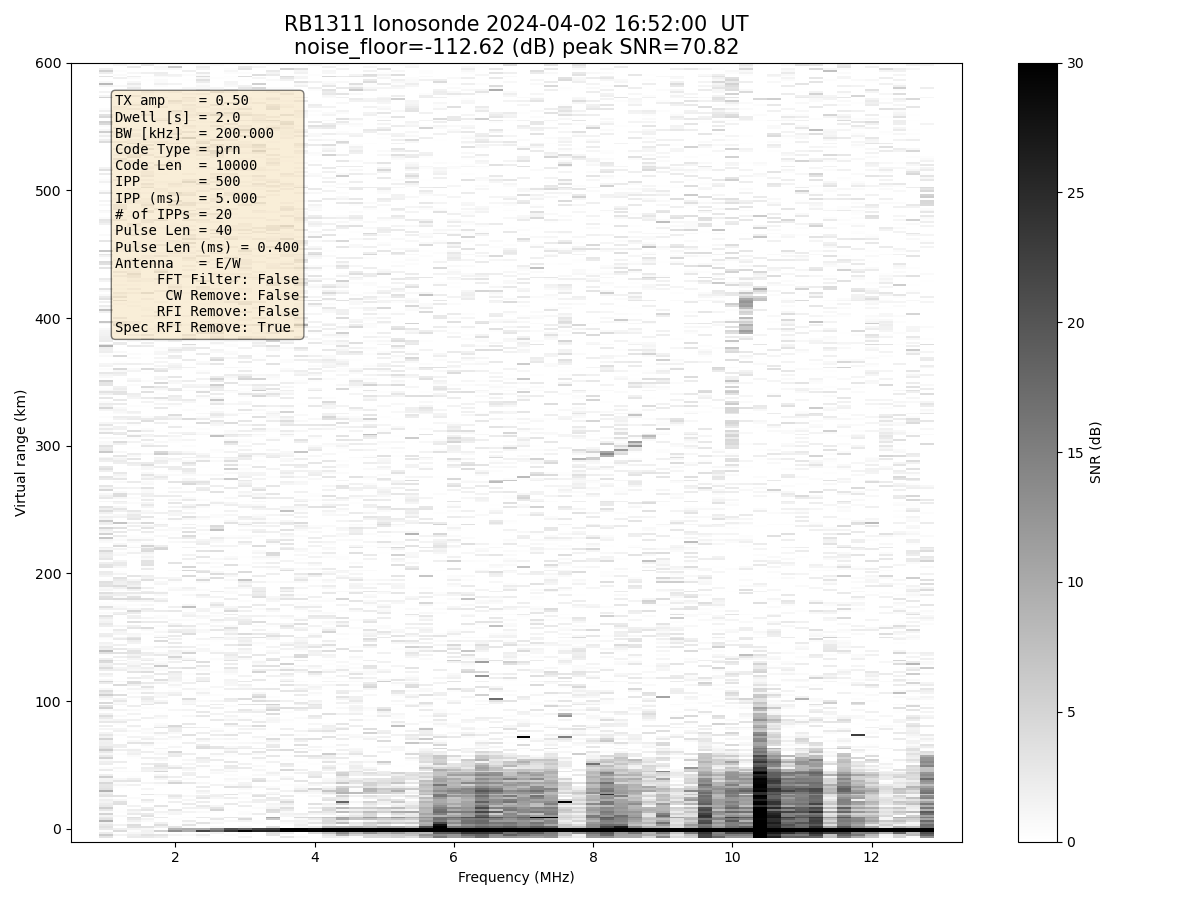 RB1311 Ionosonde 2024-04-02 16:52:00  UT
noise_floor=-112.62 (dB) peak SNR=70.82
TX amp    = 0.50
Dwell [s] = 2.0
BW [kHz]  = 200.000
Code Type = prn
Code Len  = 10000
IPP       = 500
IPP (ms)  = 5.000
# of IPPs = 20
Pulse Len = 40
Pulse Len (ms) = 0.400
Antenna   = E/W
FFT Filter: False
CW Remove: False
RFI Remove: False
Spec RFI Remove: True
600
500
400
300
200
100
0
Virtual range (km)
2
4
6
8
10
12
Frequency (MHz)
30
25
20
15
10
5
0
SNR (dB)